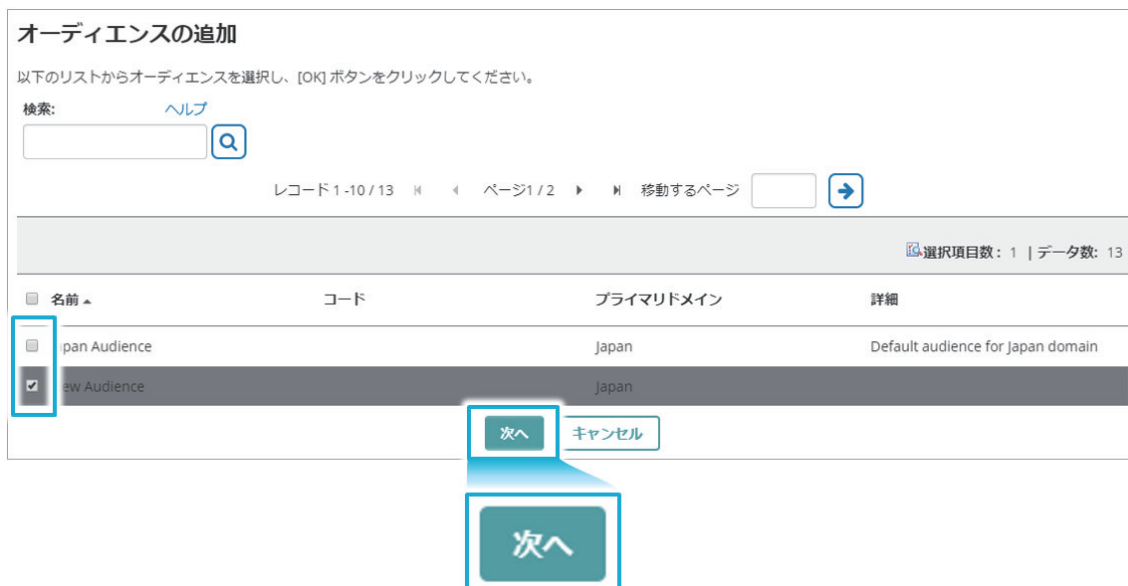 オーディエンスの追加
以下のリストからオーディエンスを選択し、[OK] ボタンをクリックしてください。
検索: ヘルプ
レコード 1 -10 / 13 ページ1 / 2 移動するページ
選択項目数: 1 | データ数: 13
名前 コード プライマリドメイン 詳細
apan Audience Japan Default audience for Japan domain
ew Audience Japan
次へ キャンセル
次へ